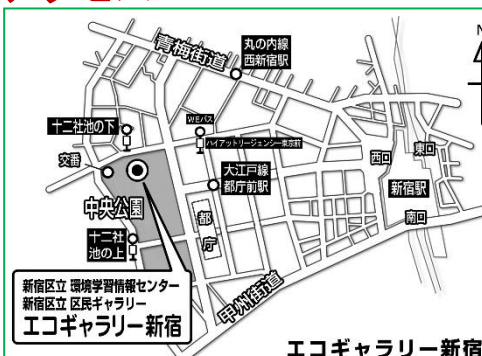 N
青梅街道
丸の内線
西新宿駅
十二社池の下
WEバス
ハイアットリージェンシー東京前
交番
大江戸線
都庁前駅
西口
東口
新宿駅
南口
中央公園
都庁
十二社
池の上
甲州街道
新宿区立 環境学習情報センター
新宿区立 区民ギャラリー
エコギャラリー新宿
エコギャラリー新宿